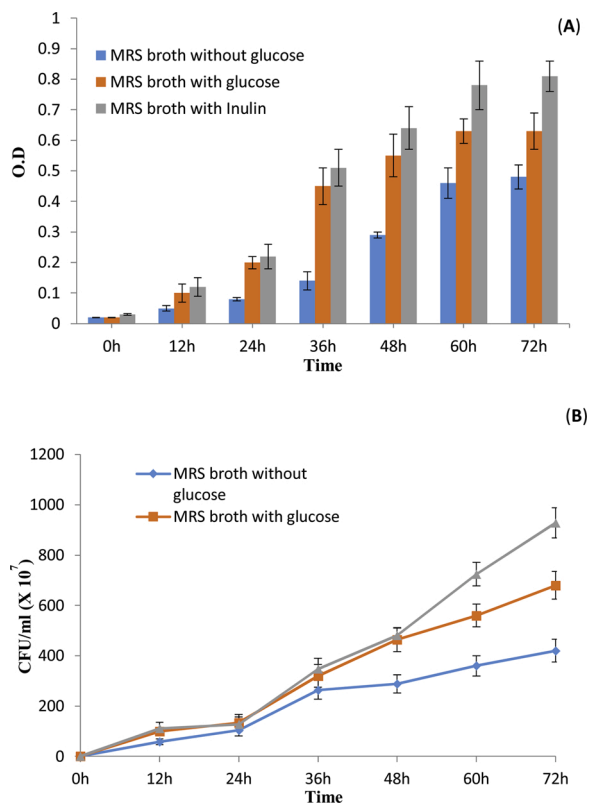 (A)
1
0.9
0.8
0.7
0.6
0.5
0.4
0.3
0.2
0.1
0
O.D
MRS broth without glucose
MRS broth with glucose
MRS broth with Inulin
0h 12h 24h 36h 48h 60h 72h
Time
(B)
1200
1000
800
600
400
200
0
CFU/ml (X 10⁷)
MRS broth without
glucose
MRS broth with glucose
0h 12h 24h 36h 48h 60h 72h
Time